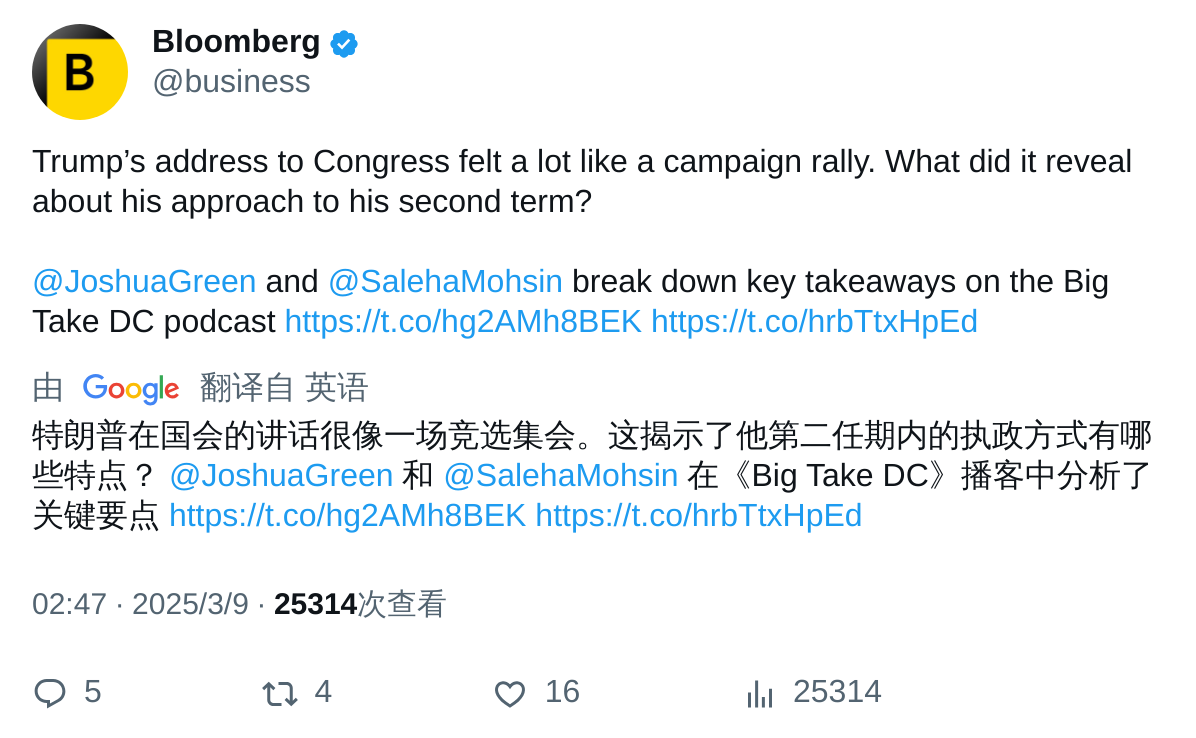 B
Bloomberg
@business
Trump’s address to Congress felt a lot like a campaign rally. What did it reveal
about his approach to his second term?
@JoshuaGreen and @SalehaMohsin break down key takeaways on the Big
Take DC podcast https://t.co/hg2AMh8BEK https://t.co/hrbTtxHpEd
由 Google 翻译自 英语
特朗普在国会的讲话很像一场竞选集会。这揭示了他第二任期内的执政方式有哪
些特点？ @JoshuaGreen 和 @SalehaMohsin 在《Big Take DC》播客中分析了
关键要点 https://t.co/hg2AMh8BEK https://t.co/hrbTtxHpEd
02:47 · 2025/3/9 · 25314次查看
5 4 16 25314